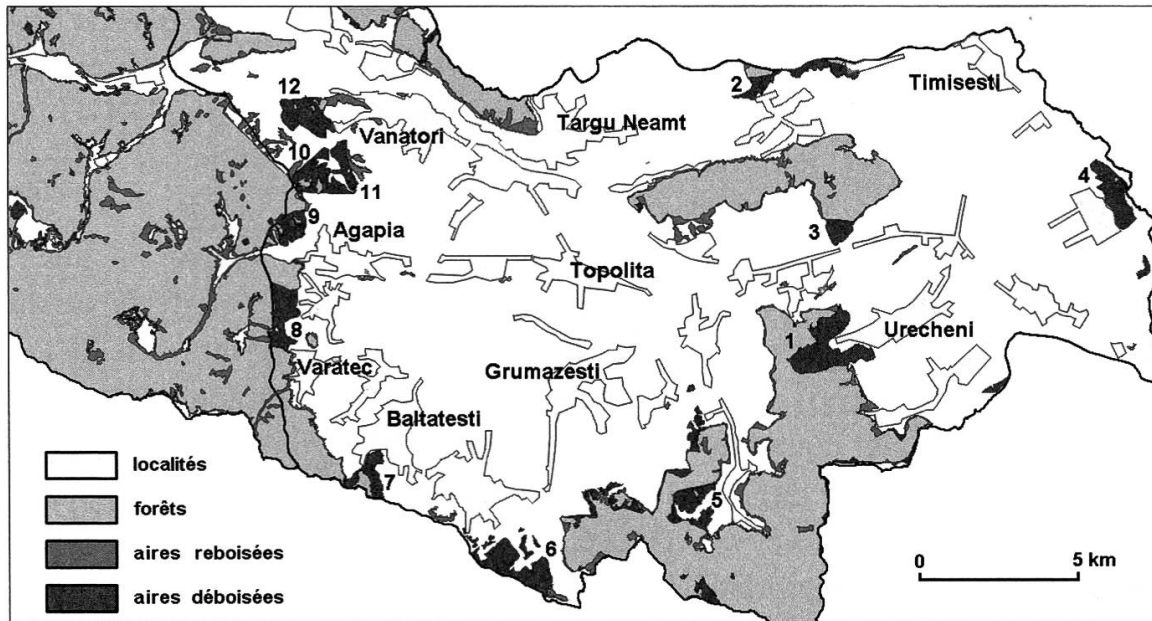 2
Timisesti
12
Vanatori
Targu Neamt
10
11
4
9
Agapia
3
Topolita
8
1
Urecheni
Varatec
Grumazesti
Baltatesti
localités
7
5
forêts
6
aires reboisées
0 5 km
aires déboisées